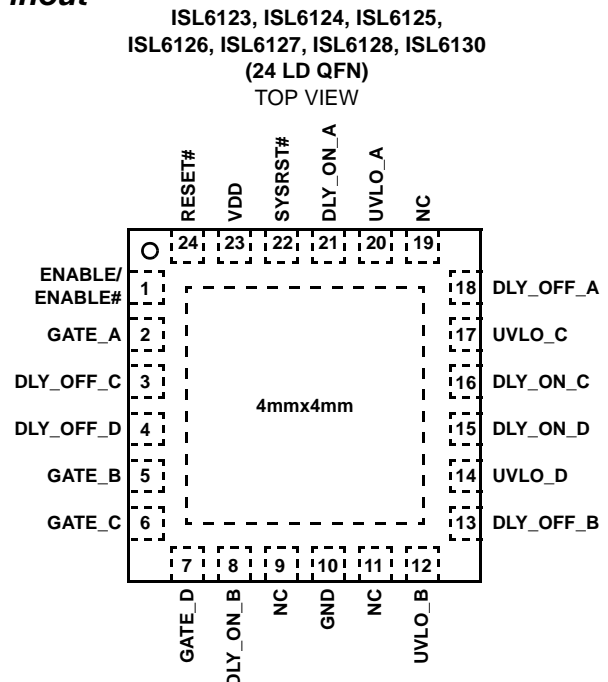 inout
ISL6123, ISL6124, ISL6125,
ISL6126, ISL6127, ISL6128, ISL6130
(24 LD QFN)
TOP VIEW
RESET#
VDD
SYSRST#
DLY_ON_A
UVLO_A
NC
24 23 22 21 20 19
ENABLE/
ENABLE#
1
GATE_A 2
DLY_OFF_C 3
DLY_OFF_D 4
GATE_B 5
GATE_C 6
4mmx4mm
18 DLY_OFF_A
17 UVLO_C
16 DLY_ON_C
15 DLY_ON_D
14 UVLO_D
13 DLY_OFF_B
7 8 9 10 11 12
GATE_D
DLY_ON_B
NC
GND
NC
UVLO_B